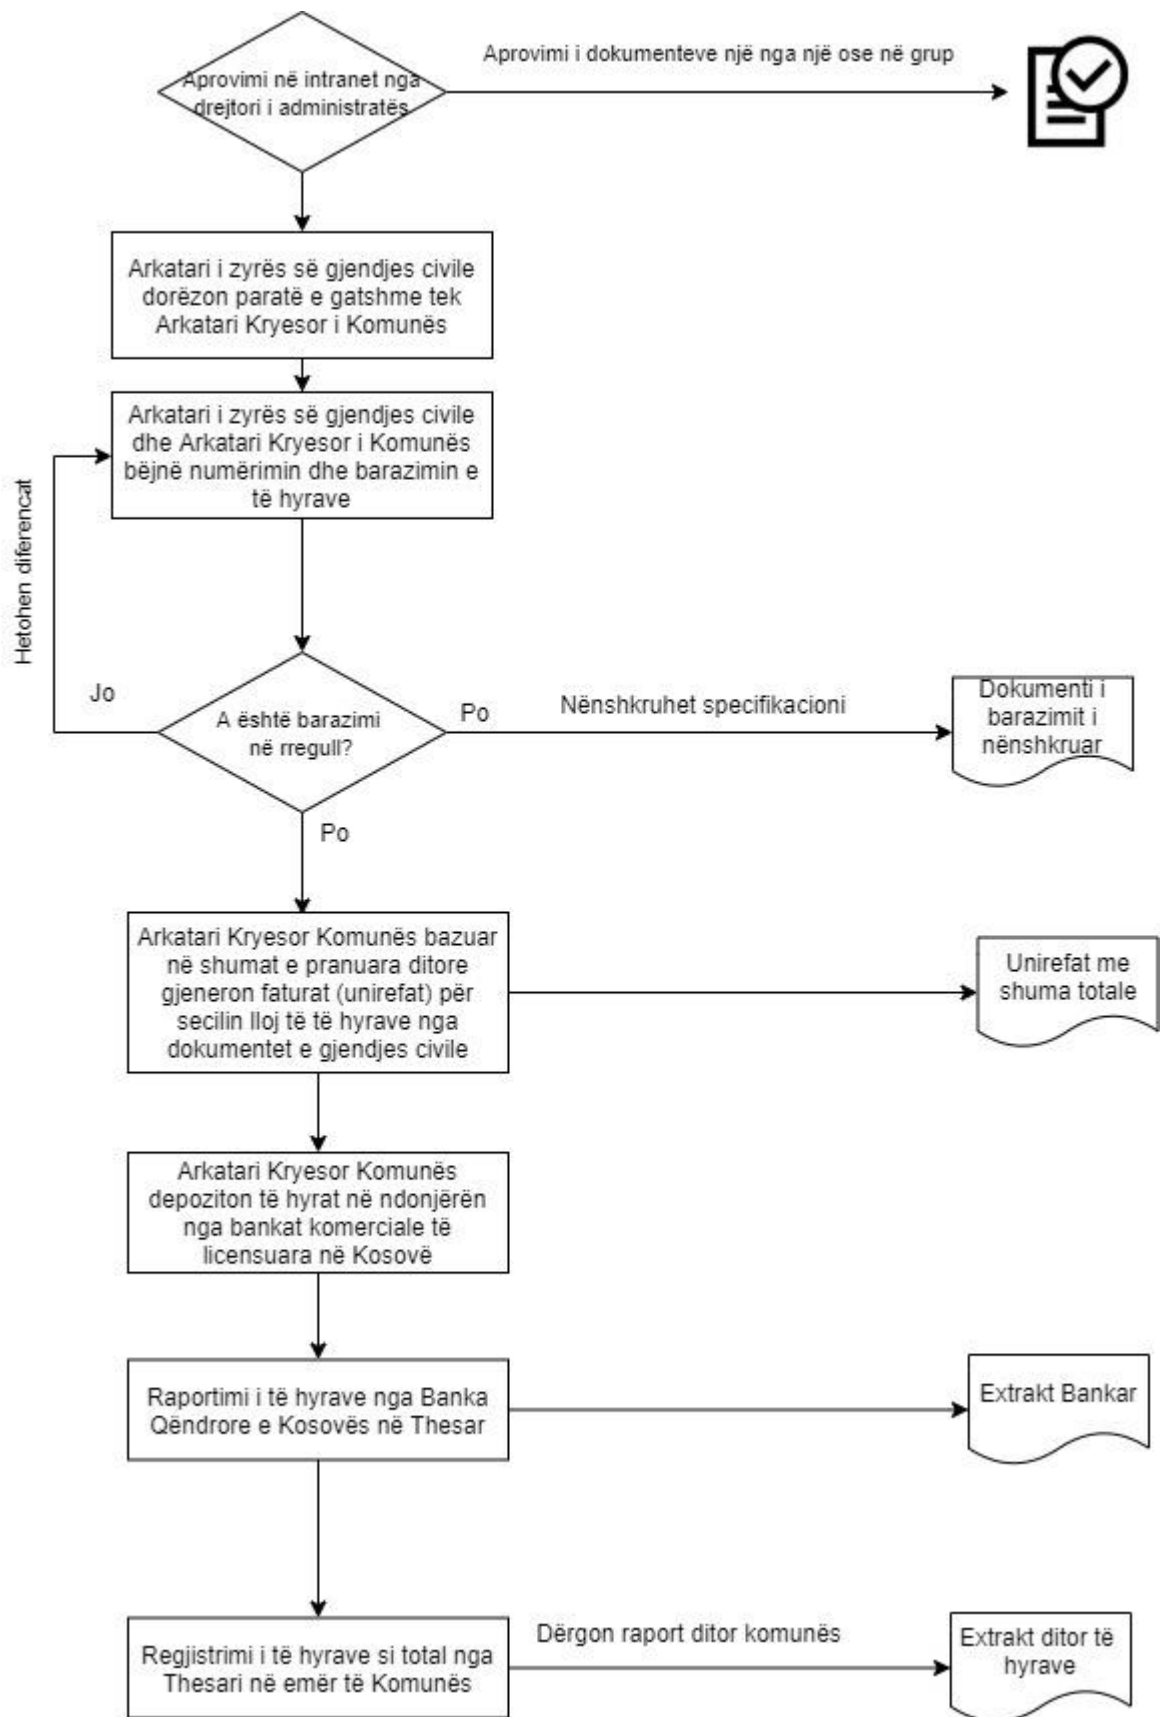 Aprovimi në intranet nga
drejtori i administratës
Aprovimi i dokumenteve një nga një ose në grup
Arkatari i zyrës së gjendjes civile
dorëzon paratë e gatshme tek
Arkatari Kryesor i Komunës
Arkatari i zyrës së gjendjes civile
dhe Arkatari Kryesor i Komunës
bëjnë numërimin dhe barazimin e
të hyrave
Hetohen diferencat
Jo
A është barazimi
në rregull?
Po
Nënshkruhet specifikacioni
Dokumenti i
barazimit i
nënshkruar
Po
Arkatari Kryesor Komunës bazuar
në shumat e pranuara ditore
gjeneron faturat (unirefat) për
secilin lloj të të hyrave nga
dokumentet e gjendjes civile
Unirefat me
shuma totale
Arkatari Kryesor Komunës
depoziton të hyrat në ndonjërën
nga bankat komerciale të
licensuara në Kosovë
Raportimi i të hyrave nga Banka
Qëndrore e Kosovës në Thesar
Extrakt Bankar
Regjistrimi i të hyrave si total nga
Thesari në emër të Komunës
Dërgon raport ditor komunës
Extrakt ditor të
hyrave